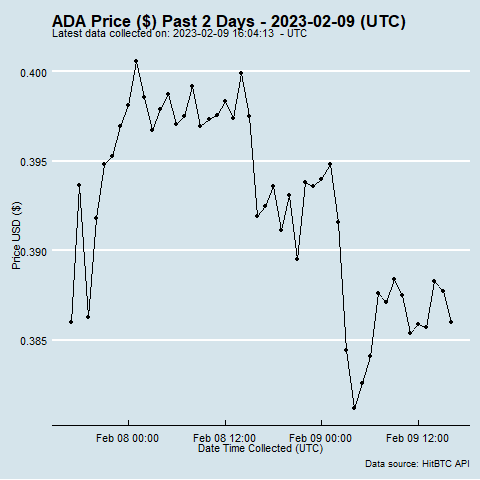 ADA Price ($) Past 2 Days - 2023-02-09 (UTC)
Latest data collected on: 2023-02-09 16:04:13 - UTC
0.400
0.395
0.390
0.385
Price USD ($)
Feb 08 00:00 Feb 08 12:00 Feb 09 00:00 Feb 09 12:00
Date Time Collected (UTC)
Data source: HitBTC API